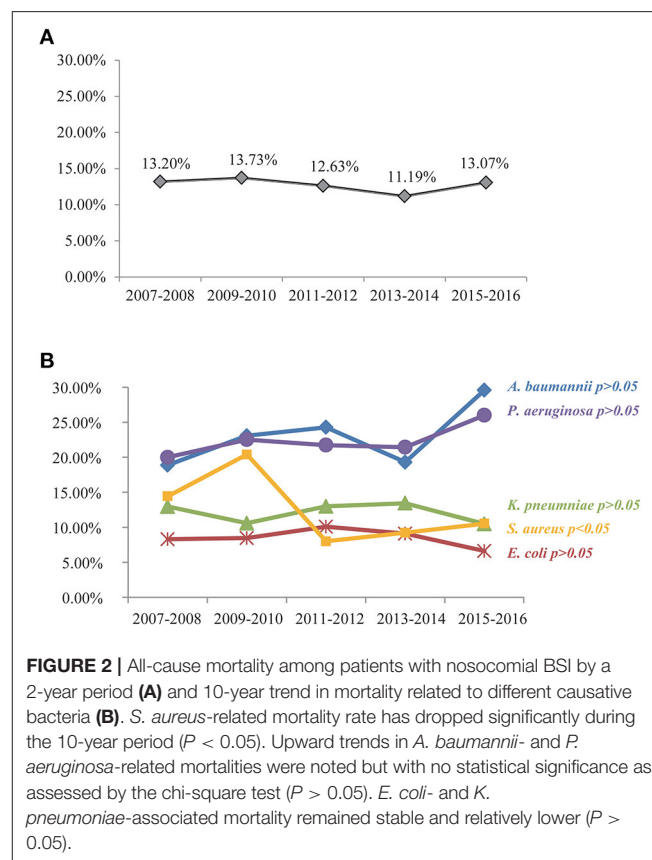 A
30.00%
25.00%
20.00%
15.00%
10.00%
5.00%
0.00%
13.20%
13.73%
12.63%
11.19%
13.07%
2007-2008 2009-2010 2011-2012 2013-2014 2015-2016
B
30.00%
25.00%
20.00%
15.00%
10.00%
5.00%
0.00%
A. baumannii p>0.05
P. aeruginosa p>0.05
K. pneumniae p>0.05
S. aureus p<0.05
E. coli p>0.05
2007-2008 2009-2010 2011-2012 2013-2014 2015-2016
FIGURE 2 | All-cause mortality among patients with nosocomial BSI by a
2-year period (A) and 10-year trend in mortality related to different causative
bacteria (B). S. aureus-related mortality rate has dropped significantly during
the 10-year period (P < 0.05). Upward trends in A. baumannii- and P.
aeruginosa-related mortalities were noted but with no statistical significance as
assessed by the chi-square test (P > 0.05). E. coli- and K.
pneumoniae-associated mortality remained stable and relatively lower (P >
0.05).